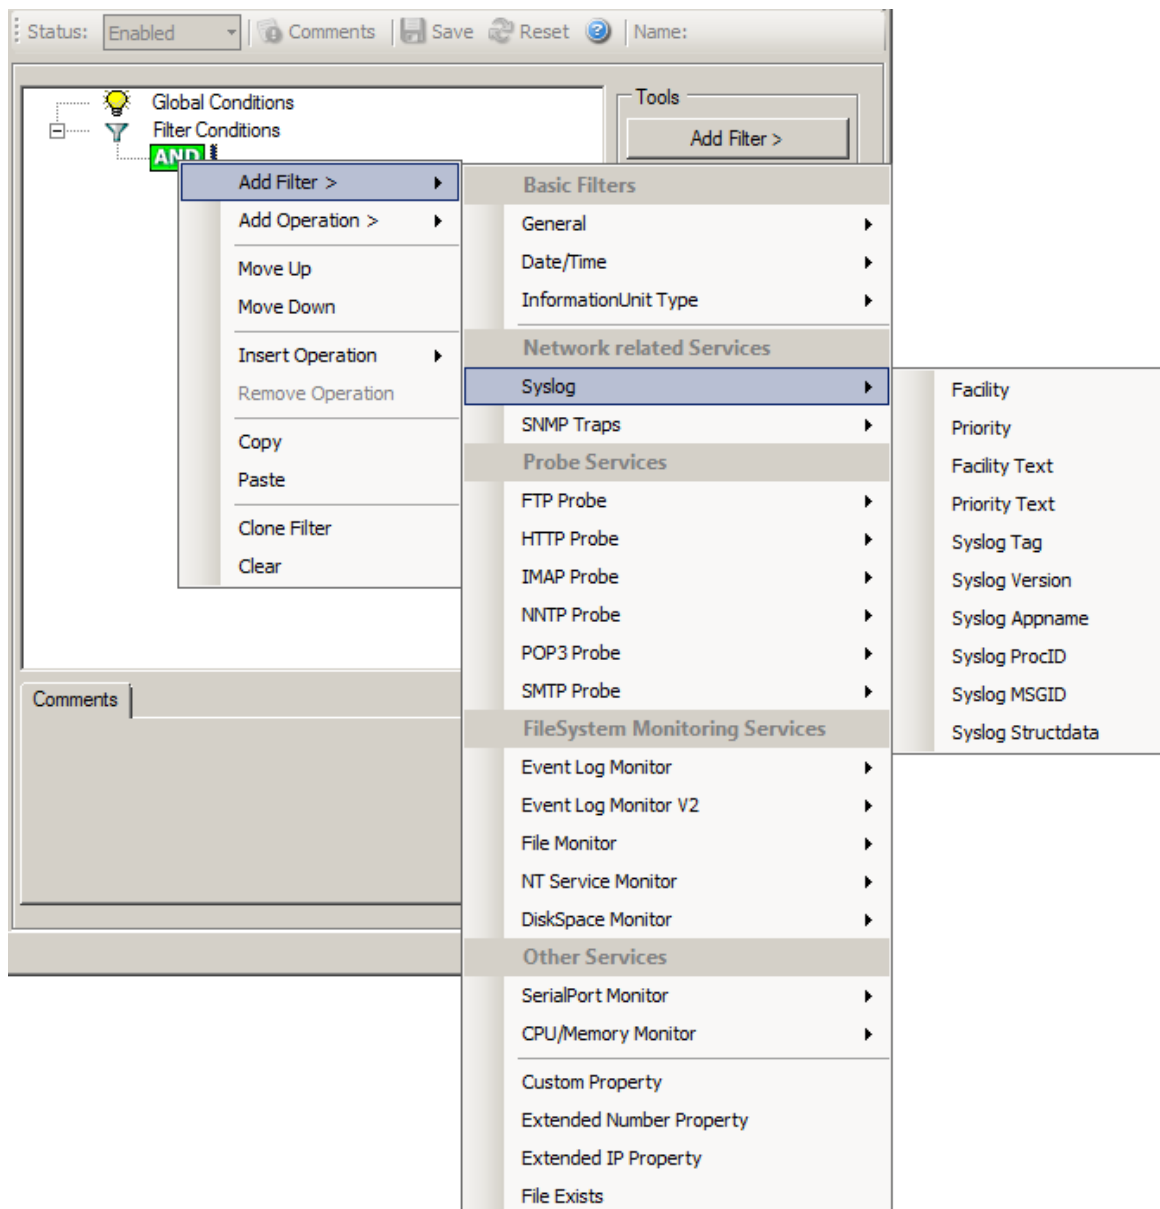 Status: Enabled Comments Save Reset Name:
Global Conditions
Filter Conditions
AND
Tools
Add Filter >
Add Filter >
Add Operation >
Move Up
Move Down
Insert Operation
Remove Operation
Copy
Paste
Clone Filter
Clear
Basic Filters
General
Date/Time
InformationUnit Type
Network related Services
Syslog
SNMP Traps
Probe Services
FTP Probe
HTTP Probe
IMAP Probe
NNTP Probe
POP3 Probe
SMTP Probe
FileSystem Monitoring Services
Event Log Monitor
Event Log Monitor V2
File Monitor
NT Service Monitor
DiskSpace Monitor
Other Services
SerialPort Monitor
CPU/Memory Monitor
Custom Property
Extended Number Property
Extended IP Property
File Exists
Facility
Priority
Facility Text
Priority Text
Syslog Tag
Syslog Version
Syslog Appname
Syslog ProcID
Syslog MSGID
Syslog Structdata
Comments